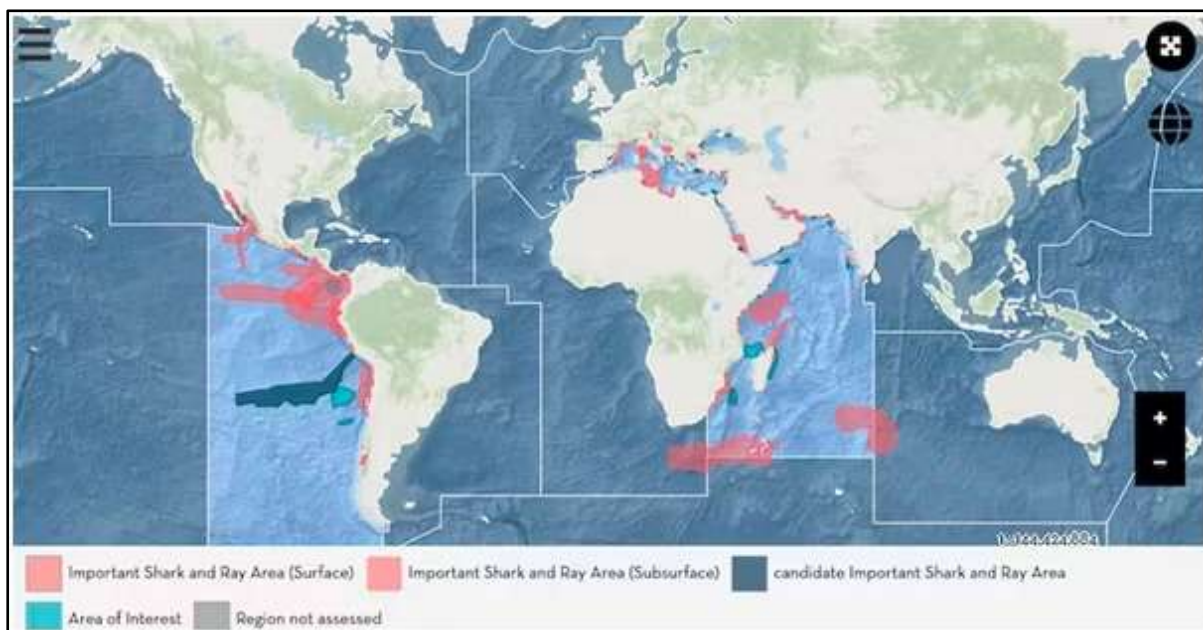 +
−
Important Shark and Ray Area (Surface) Important Shark and Ray Area (Subsurface) candidate Important Shark and Ray Area
Area of Interest Region not assessed